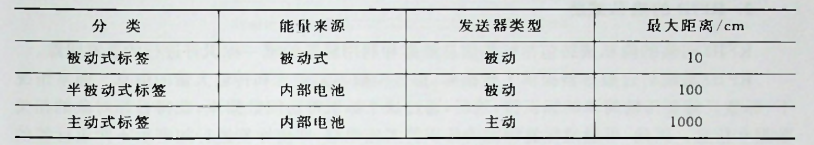 分 类 能量来源 发送器类型 最大距离/cm
被动式标签 被动式 被动 10
半被动式标签 内部电池 被动 100
主动式标签 内部电池 主动 1000